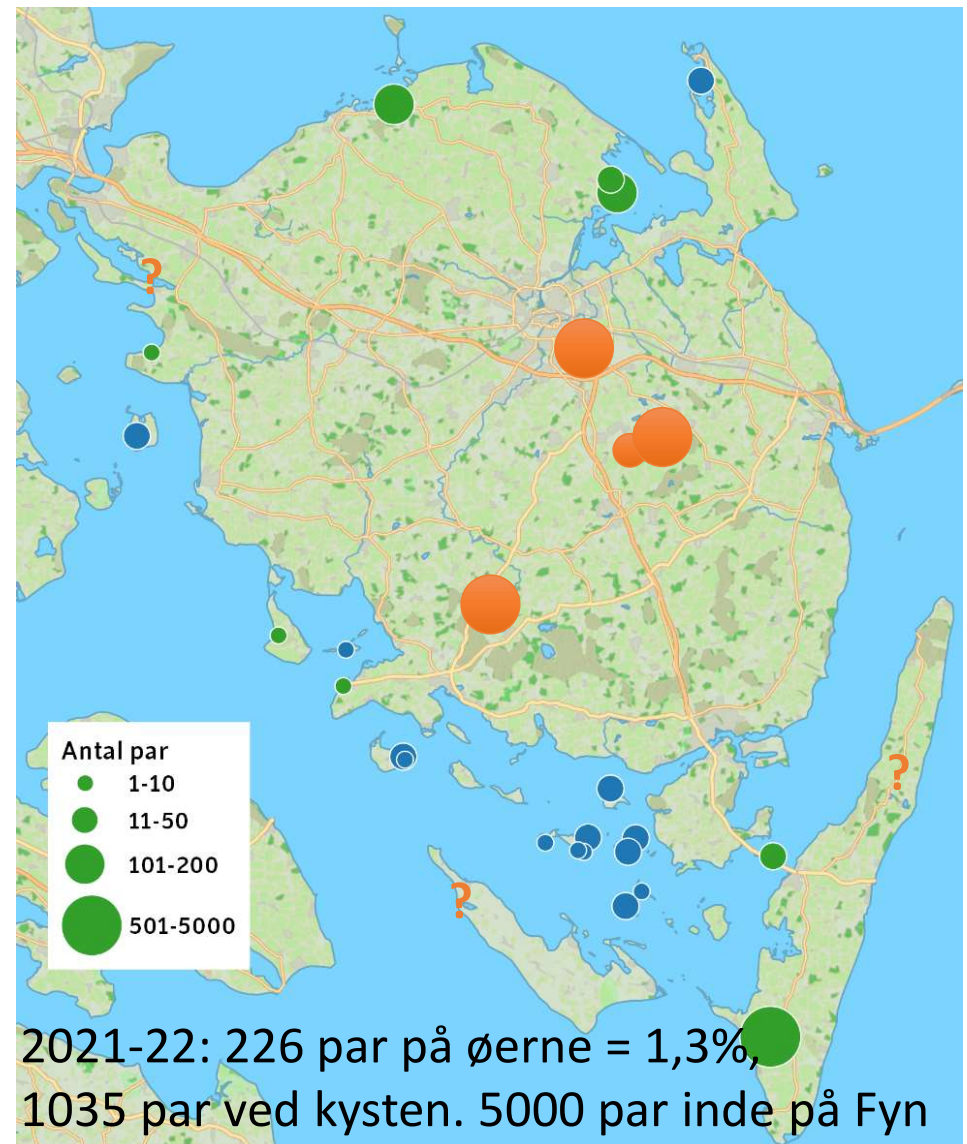 ?
?
?
Antal par
1-10
11-50
101-200
501-5000
2021-22: 226 par på øerne = 1,3%,
1035 par ved kysten. 5000 par inde på Fyn